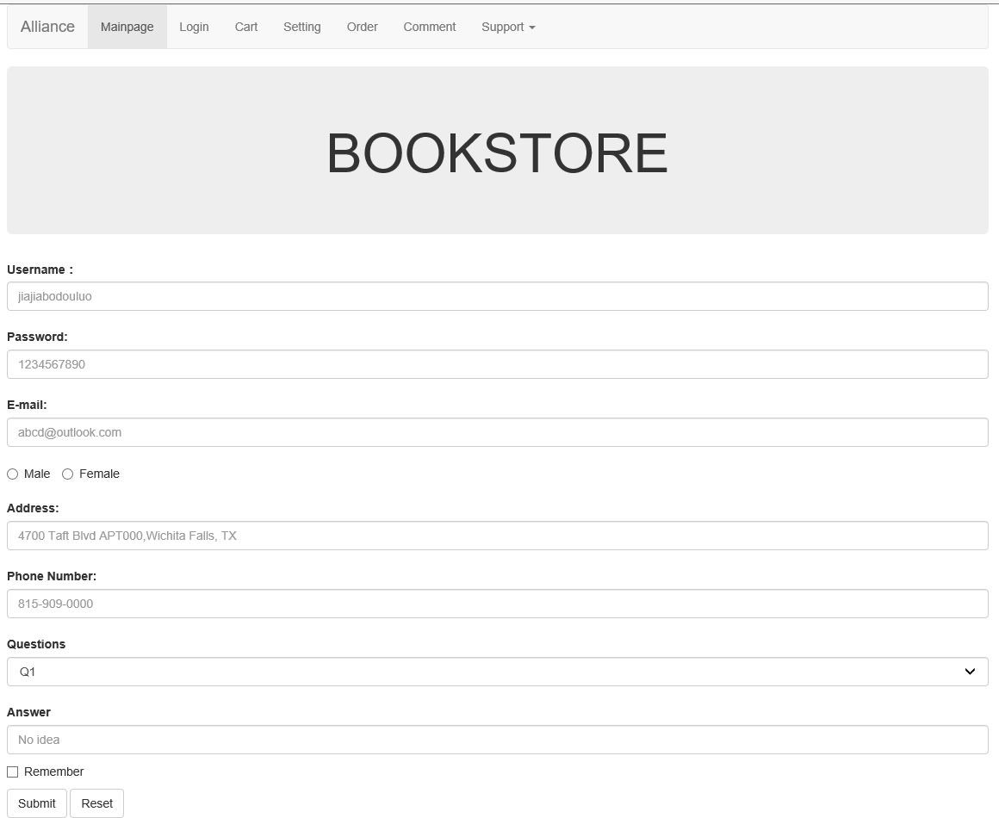 Alliance Mainpage Login Cart Setting Order Comment Support
BOOKSTORE
Username :
jiajiabodouluo
Password:
1234567890
E-mail:
abcd@outlook.com
Male Female
Address:
4700 Taft Blvd APT000,Wichita Falls, TX
Phone Number:
815-909-0000
Questions
Q1
Answer
No idea
Remember
Submit Reset